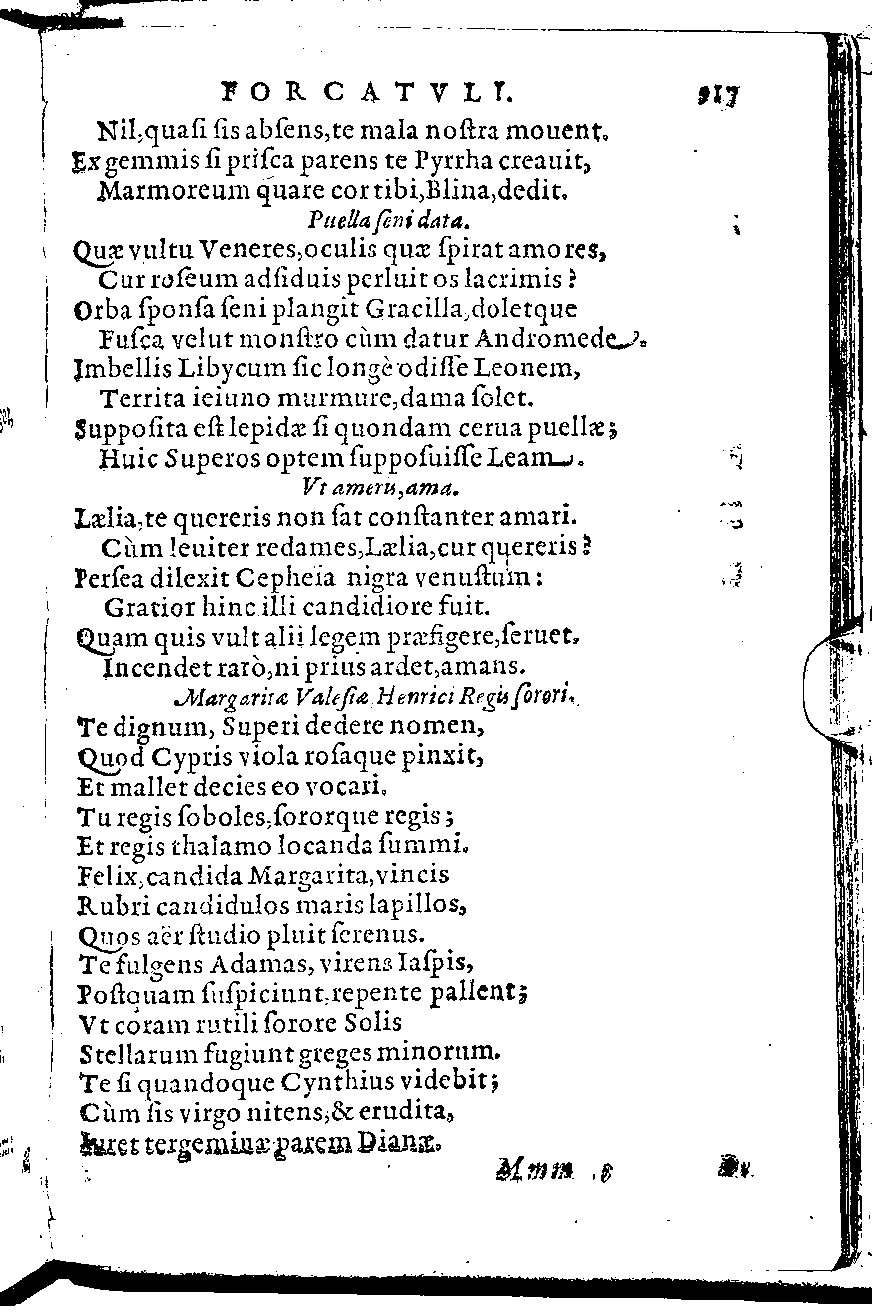 FORCATVLI. 917
Nil, quaſi ſis abſens, te mala noſtra mouent.
Ex gemmis ſi priſca parens te Pyrrha creauit,
Marmoreum quare cor tibi, Blina, dedit.
Puella ſeni data.
Quæ vultu Veneres, oculis quæ ſpirat amores,
Cur roſeum adſiduis perluit os lacrimis?
Orba ſponſa ſeni plangit Gracilla, doletque
Fuſca velut monſtro cùm datur Andromede.
Imbellis Libycum ſic longè odiſſe Leonem,
Territa ieiuno murmure, dama ſolet.
Suppoſita eſt lepidæ ſi quondam cerua puellæ;
Huic Superos optem ſuppoſuiſſe Leam.
Vt ameris, ama.
Lælia, te quereris non ſat conſtanter amari.
Cùm leuiter redames, Lælia, cur quereris?
Perſea dilexit Cepheia nigra venuſtum:
Gratior hinc illi candidiore fuit.
Quam quis vult alii legem præfigere, ſeruet.
Incendet rarò, ni prius ardet, amans.
Margaritæ Valeſiæ Henrici Regis ſorori.
Te dignum, Superi dedere nomen,
Quod Cypris viola roſaque pinxit,
Et mallet decies eo vocari.
Tu regis ſoboles, ſororque regis;
Et regis thalamo locanda ſummi.
Felix, candida Margarita, vincis
Rubri candidulos maris lapillos,
Quos aër ſtudio pluit ſerenus.
Te fulgens Adamas, virens Iaſpis,
Poſtquam ſuſpiciunt, repente pallent;
Vt coram rutili ſorore Solis
Stellarum fugiunt greges minorum.
Te ſi quandoque Cynthius videbit;
Cùm ſis virgo nitens, & erudita,
Iuret tergeminæ parem Dianæ.
Mmm